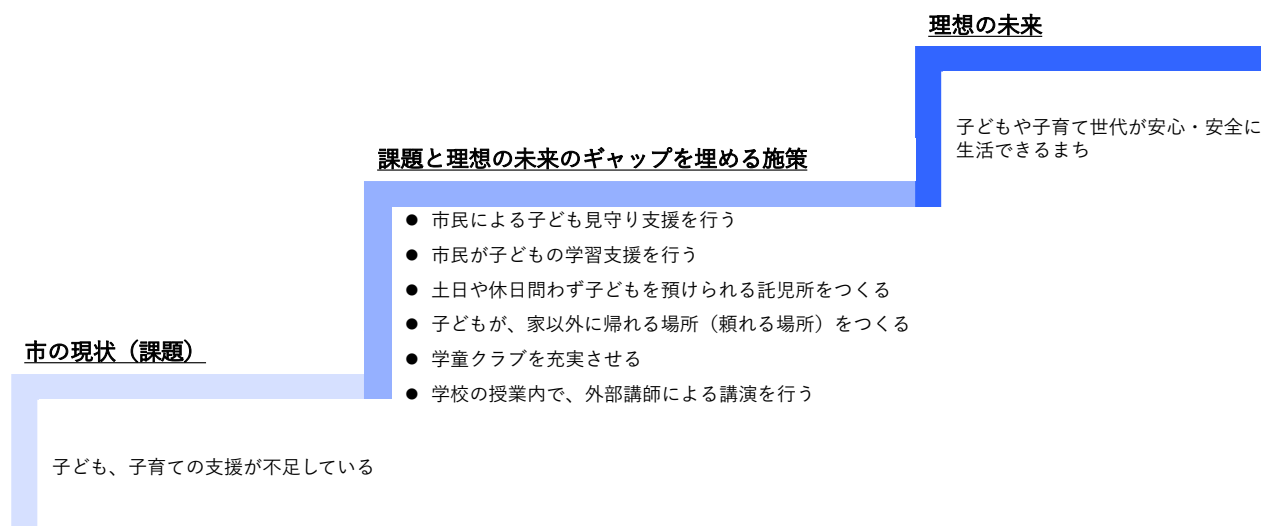 理想の未来
子どもや子育て世代が安心・安全に
生活できるまち
課題と理想の未来のギャップを埋める施策
● 市民による子ども見守り支援を行う
● 市民が子どもの学習支援を行う
● 土日や休日問わず子どもを預けられる託児所をつくる
● 子どもが、家以外に帰れる場所（頼れる場所）をつくる
● 学童クラブを充実させる
● 学校の授業内で、外部講師による講演を行う
市の現状（課題）
子ども、子育ての支援が不足している